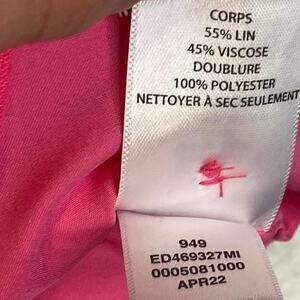 CORPS
55% LIN
45% VISCOSE
DOUBLURE
100% POLYESTER
NETTOYER À SEC SEULEMENT
949
ED469327MI
0005081000
APR22